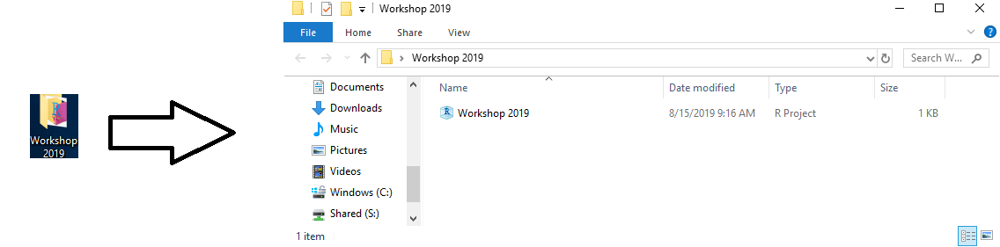 Workshop 2019
File Home Share View
Workshop 2019
Search W...
Workshop
2019
Documents
Downloads
Music
Pictures
Videos
Windows (C:)
Shared (S:)
Name Date modified Type Size
Workshop 2019 8/15/2019 9:16 AM R Project 1 KB
1 item